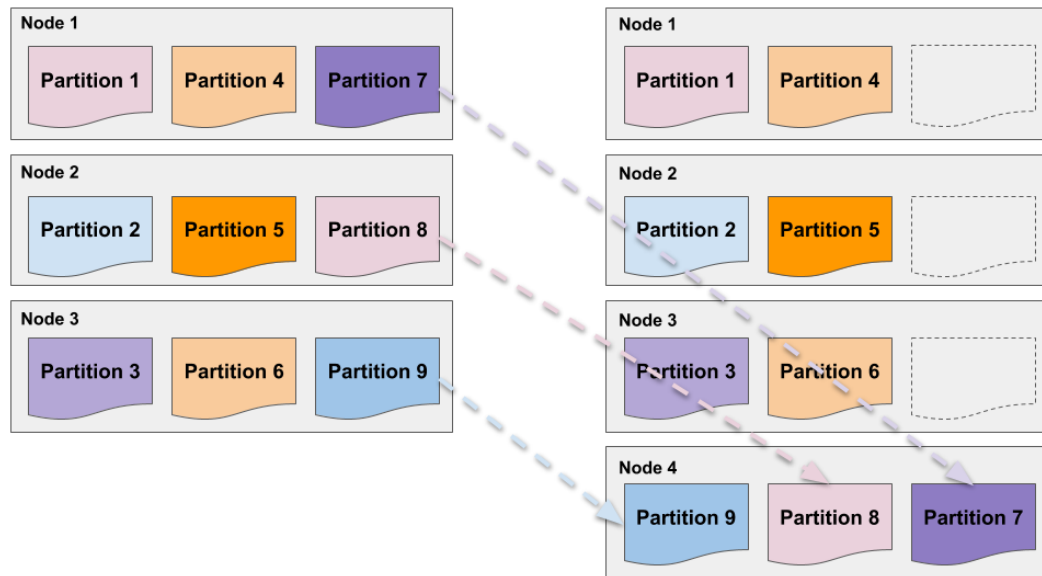 Node 1
Partition 1
Partition 4
Partition 7
Node 2
Partition 2
Partition 5
Partition 8
Node 3
Partition 3
Partition 6
Partition 9
Node 1
Partition 1
Partition 4
Node 2
Partition 2
Partition 5
Node 3
Partition 3
Partition 6
Node 4
Partition 9
Partition 8
Partition 7